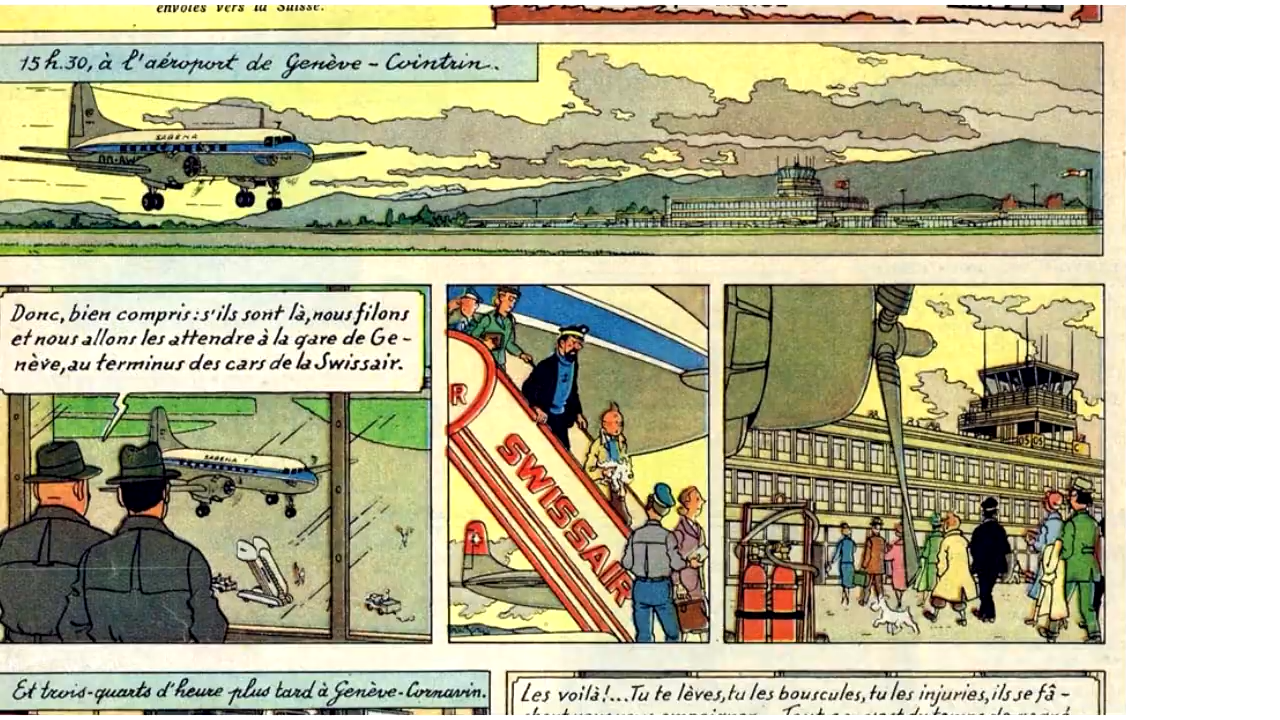 envolés vers la Suisse.
15 h.30, à l'aéroport de Genève - Cointrin.
SABENA
OO-AW
Donc, bien compris: s'ils sont là, nous filons
et nous allons les attendre à la gare de Ge-
nève, au terminus des cars de la Swissair.
SABENA
R
SWISSAIR
Et trois-quarts d'heure plus tard à Genève-Cornavin.
Les voilà!...Tu te lèves, tu les bouscules, tu les injuries, ils se fâ-